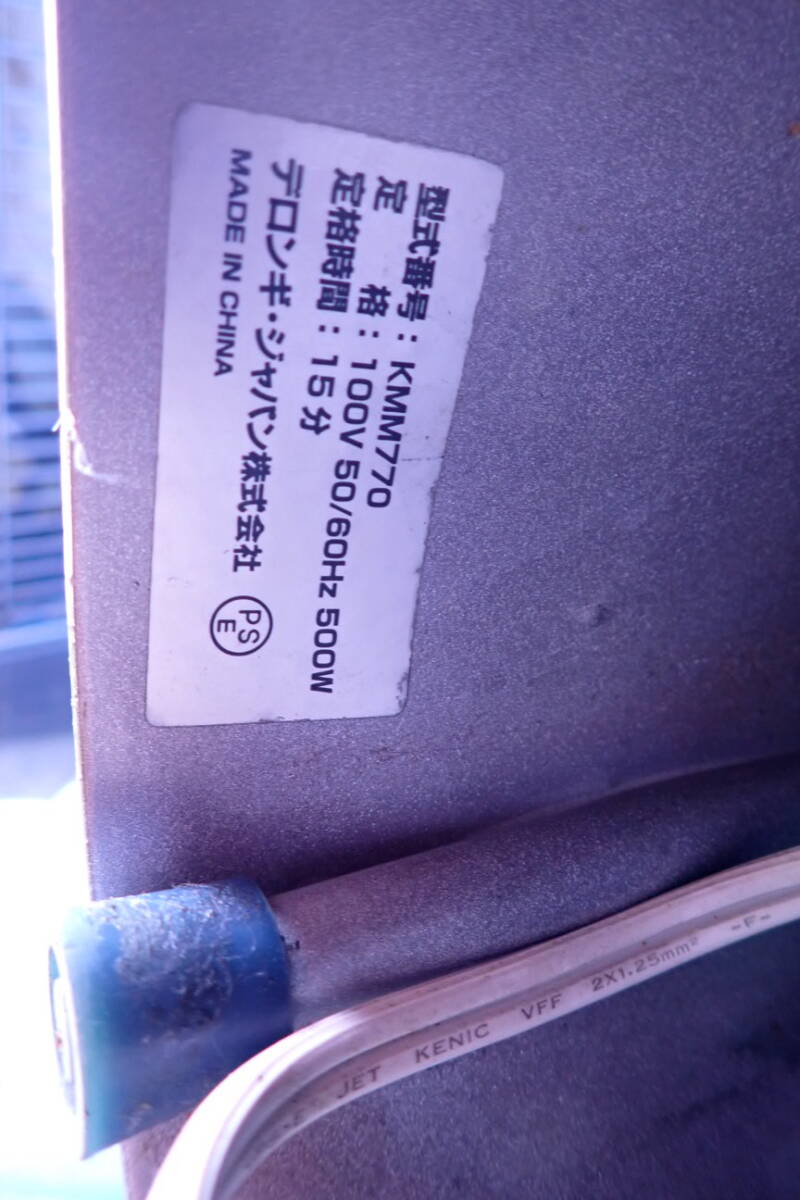 型式番号：KMM770
定　格：100V 50/60Hz 500W
定格時間：15分
デロンギ・ジャパン株式会社
MADE IN CHINA
PSE
JET KENIC VFF 2X1.25mm² -F-